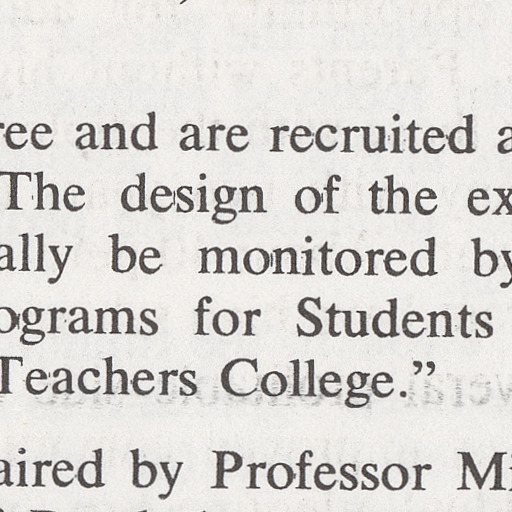 ree and are recruited a
The design of the ex
ally be monitored by
ograms for Students
Teachers College.”
aired by Professor Mi